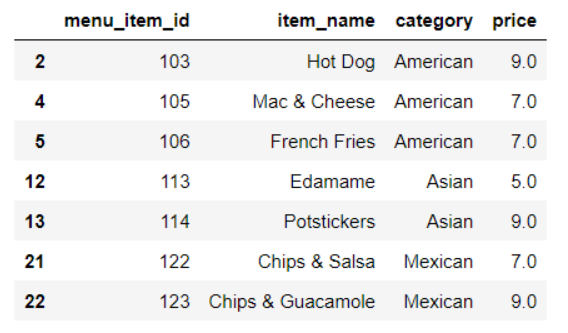 menu_item_id item_name category price
2 103 Hot Dog American 9.0
4 105 Mac & Cheese American 7.0
5 106 French Fries American 7.0
12 113 Edamame Asian 5.0
13 114 Potstickers Asian 9.0
21 122 Chips & Salsa Mexican 7.0
22 123 Chips & Guacamole Mexican 9.0